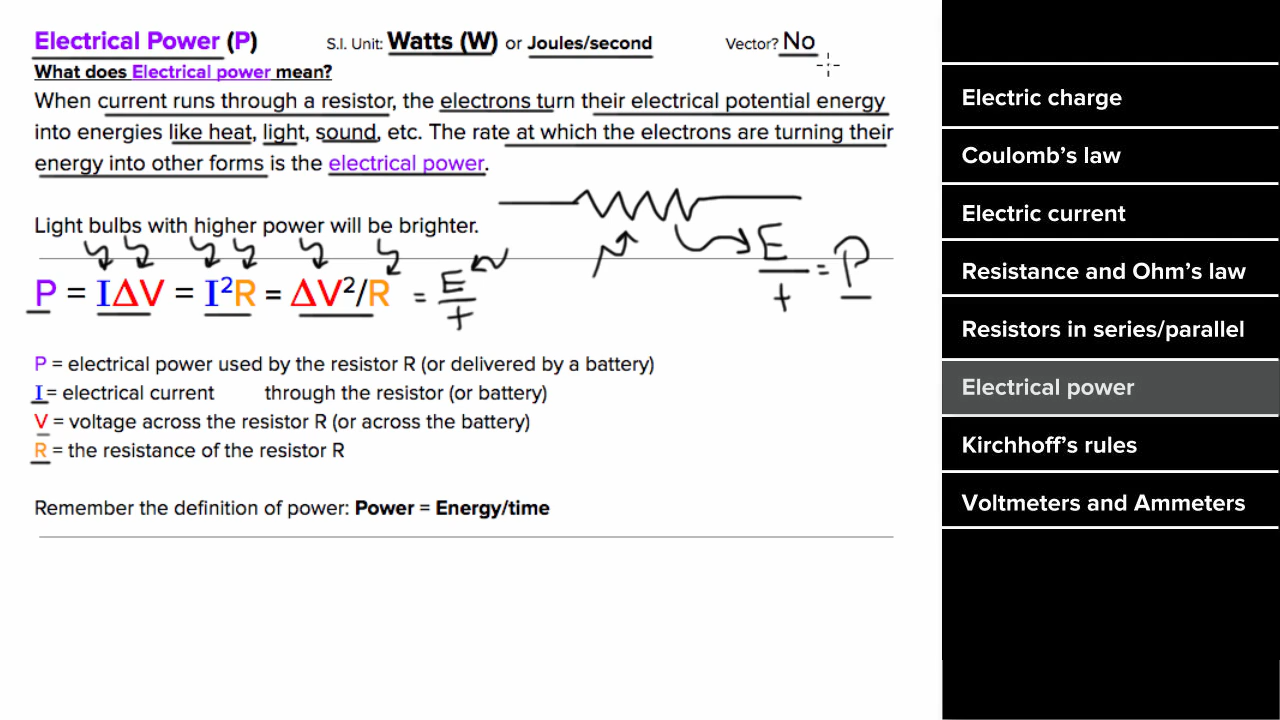 Electrical Power (P) S.I. Unit: Watts (W) or Joules/second Vector? No
What does Electrical power mean?
When current runs through a resistor, the electrons turn their electrical potential energy
into energies like heat, light, sound, etc. The rate at which the electrons are turning their
energy into other forms is the electrical power.
Light bulbs with higher power will be brighter.
E/t = P
P = IΔV = I²R = ΔV²/R = E/t
P = electrical power used by the resistor R (or delivered by a battery)
I = electrical current through the resistor (or battery)
V = voltage across the resistor R (or across the battery)
R = the resistance of the resistor R
Remember the definition of power: Power = Energy/time
Electric charge
Coulomb's law
Electric current
Resistance and Ohm's law
Resistors in series/parallel
Electrical power
Kirchhoff's rules
Voltmeters and Ammeters